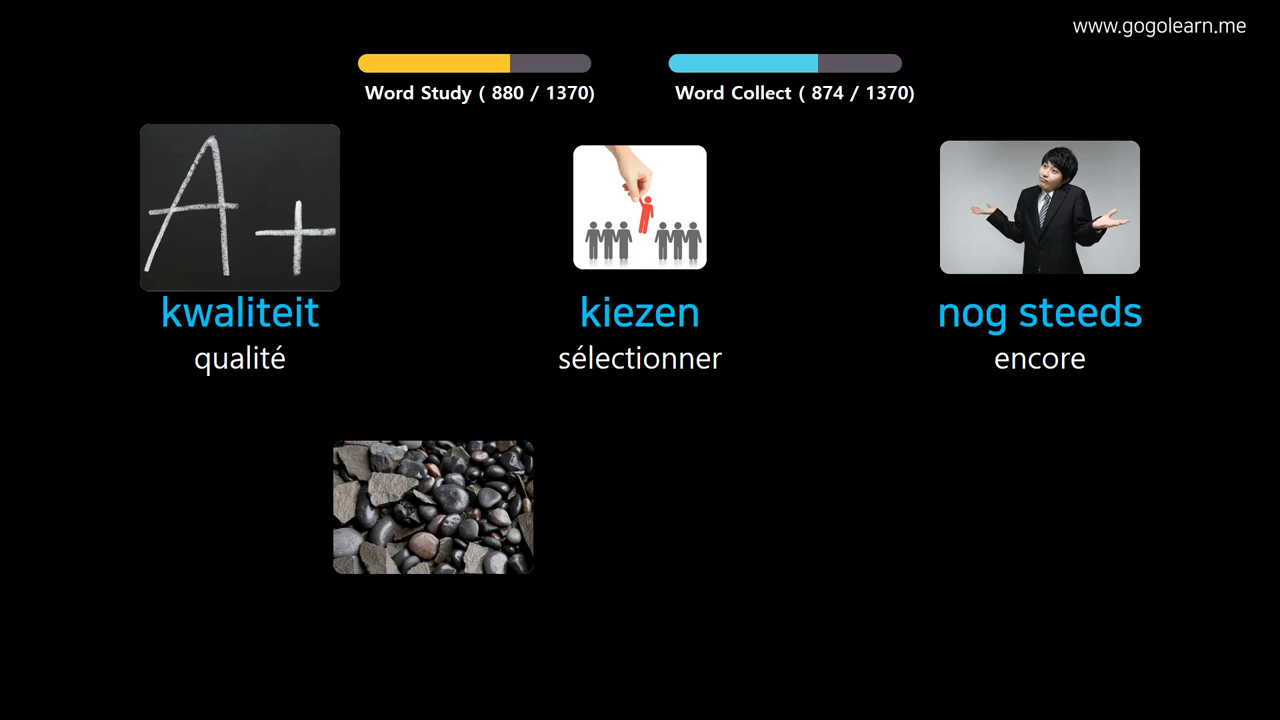 www.gogolearn.me
Word Study ( 880 / 1370)
Word Collect ( 874 / 1370)
A+
kwaliteit
kiezen
nog steeds
qualité
sélectionner
encore